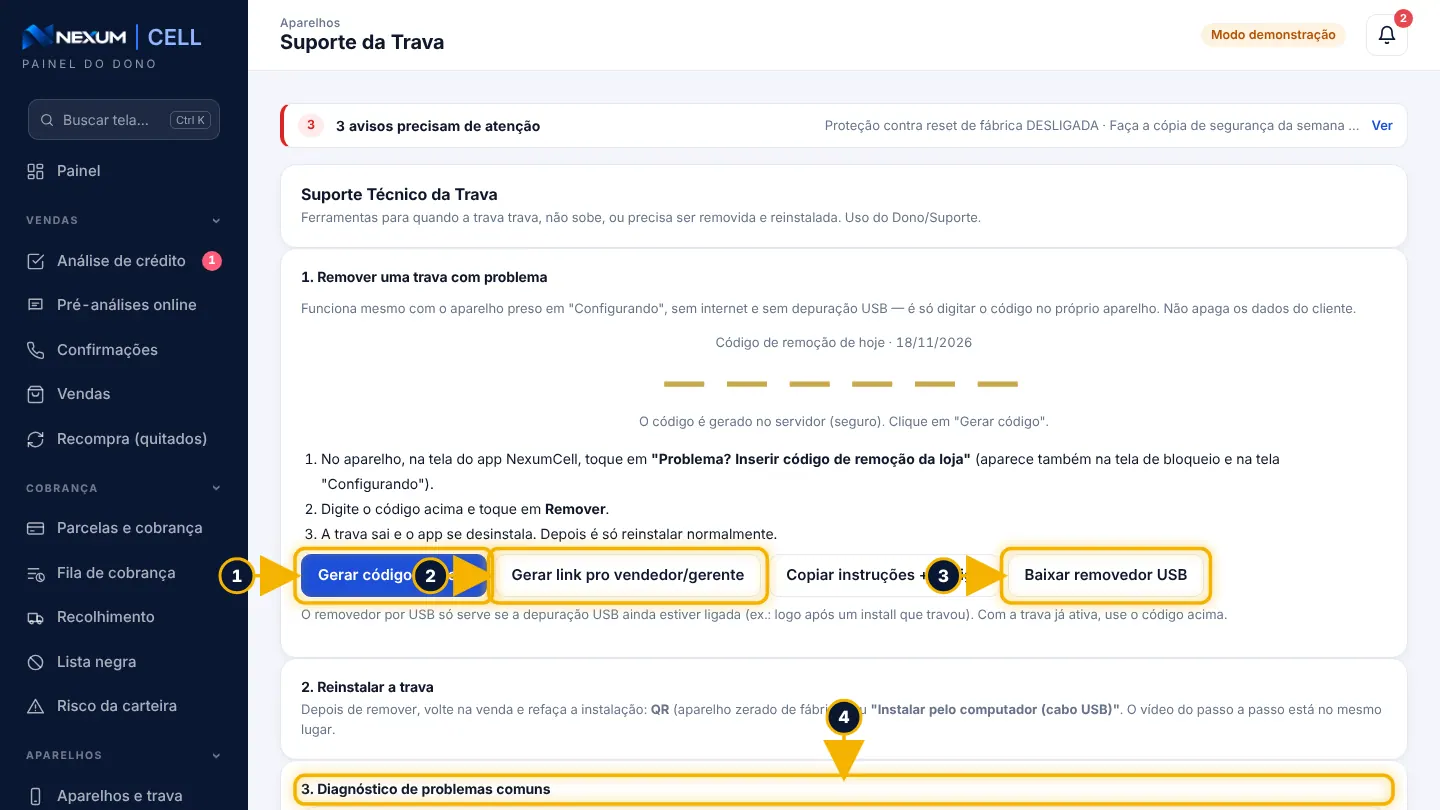 NEXUM | CELL
PAINEL DO DONO
Buscar tela... Ctrl K
Painel
VENDAS
Análise de crédito 1
Pré-análises online
Confirmações
Vendas
Recompra (quitados)
COBRANÇA
Parcelas e cobrança
Fila de cobrança
Recolhimento
Lista negra
Risco da carteira
APARELHOS
Aparelhos e trava
Aparelhos
Suporte da Trava
Modo demonstração
2
3 3 avisos precisam de atenção
Proteção contra reset de fábrica DESLIGADA · Faça a cópia de segurança da semana ... Ver
Suporte Técnico da Trava
Ferramentas para quando a trava trava, não sobe, ou precisa ser removida e reinstalada. Uso do Dono/Suporte.
1. Remover uma trava com problema
Funciona mesmo com o aparelho preso em "Configurando", sem internet e sem depuração USB — é só digitar o código no próprio aparelho. Não apaga os dados do cliente.
Código de remoção de hoje · 18/11/2026
— — — — — —
O código é gerado no servidor (seguro). Clique em "Gerar código".
1. No aparelho, na tela do app NexumCell, toque em "Problema? Inserir código de remoção da loja" (aparece também na tela de bloqueio e na tela
"Configurando").
2. Digite o código acima e toque em Remover.
3. A trava sai e o app se desinstala. Depois é só reinstalar normalmente.
1 Gerar código 2 Gerar link pro vendedor/gerente Copiar instruções + 3 Baixar removedor USB
O removedor por USB só serve se a depuração USB ainda estiver ligada (ex.: logo após um install que travou). Com a trava já ativa, use o código acima.
2. Reinstalar a trava
Depois de remover, volte na venda e refaça a instalação: QR (aparelho zerado de "Instalar pelo computador (cabo USB)". O vídeo do passo a passo está no mesmo
lugar.
4
3. Diagnóstico de problemas comuns